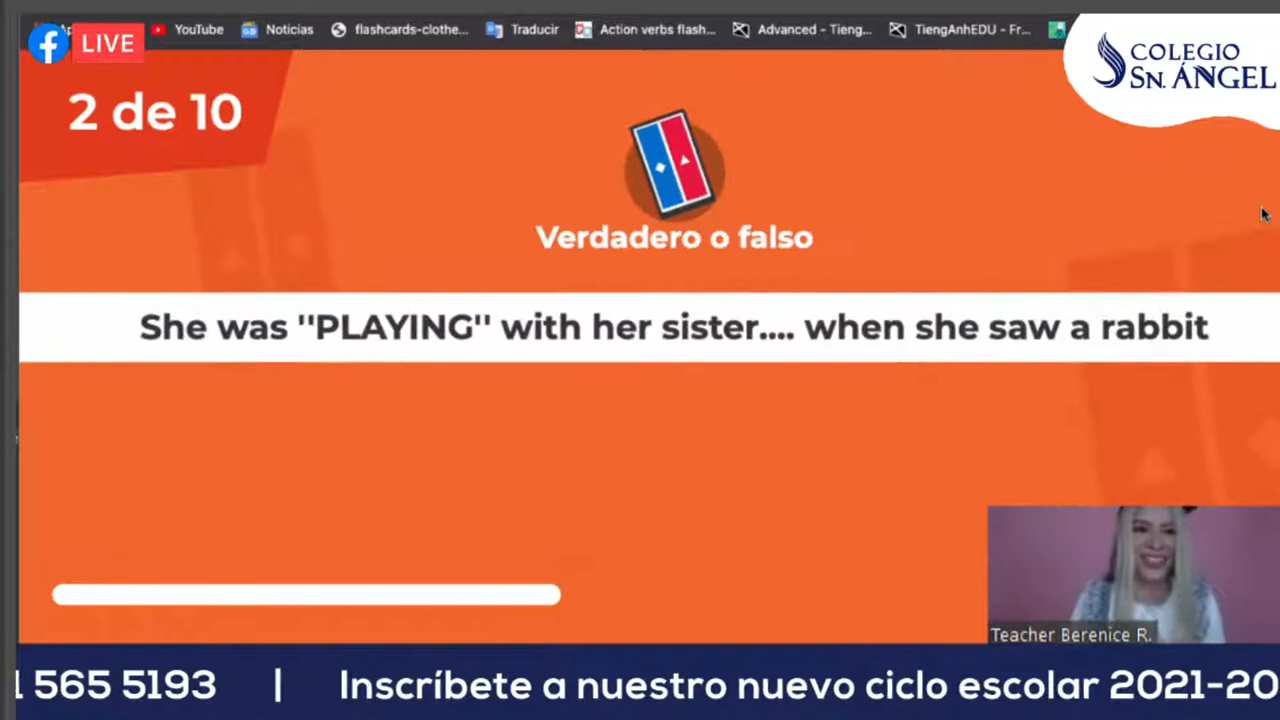 YouTube
Noticias
flashcards-clothe...
Traducir
Action verbs flash...
Advanced - Tieng...
TiengAnhEDU - Fr...
LIVE
COLEGIO
SN. ÁNGEL
2 de 10
Verdadero o falso
She was ''PLAYING'' with her sister.... when she saw a rabbit
Teacher Berenice R.
1 565 5193 | Inscríbete a nuestro nuevo ciclo escolar 2021-20